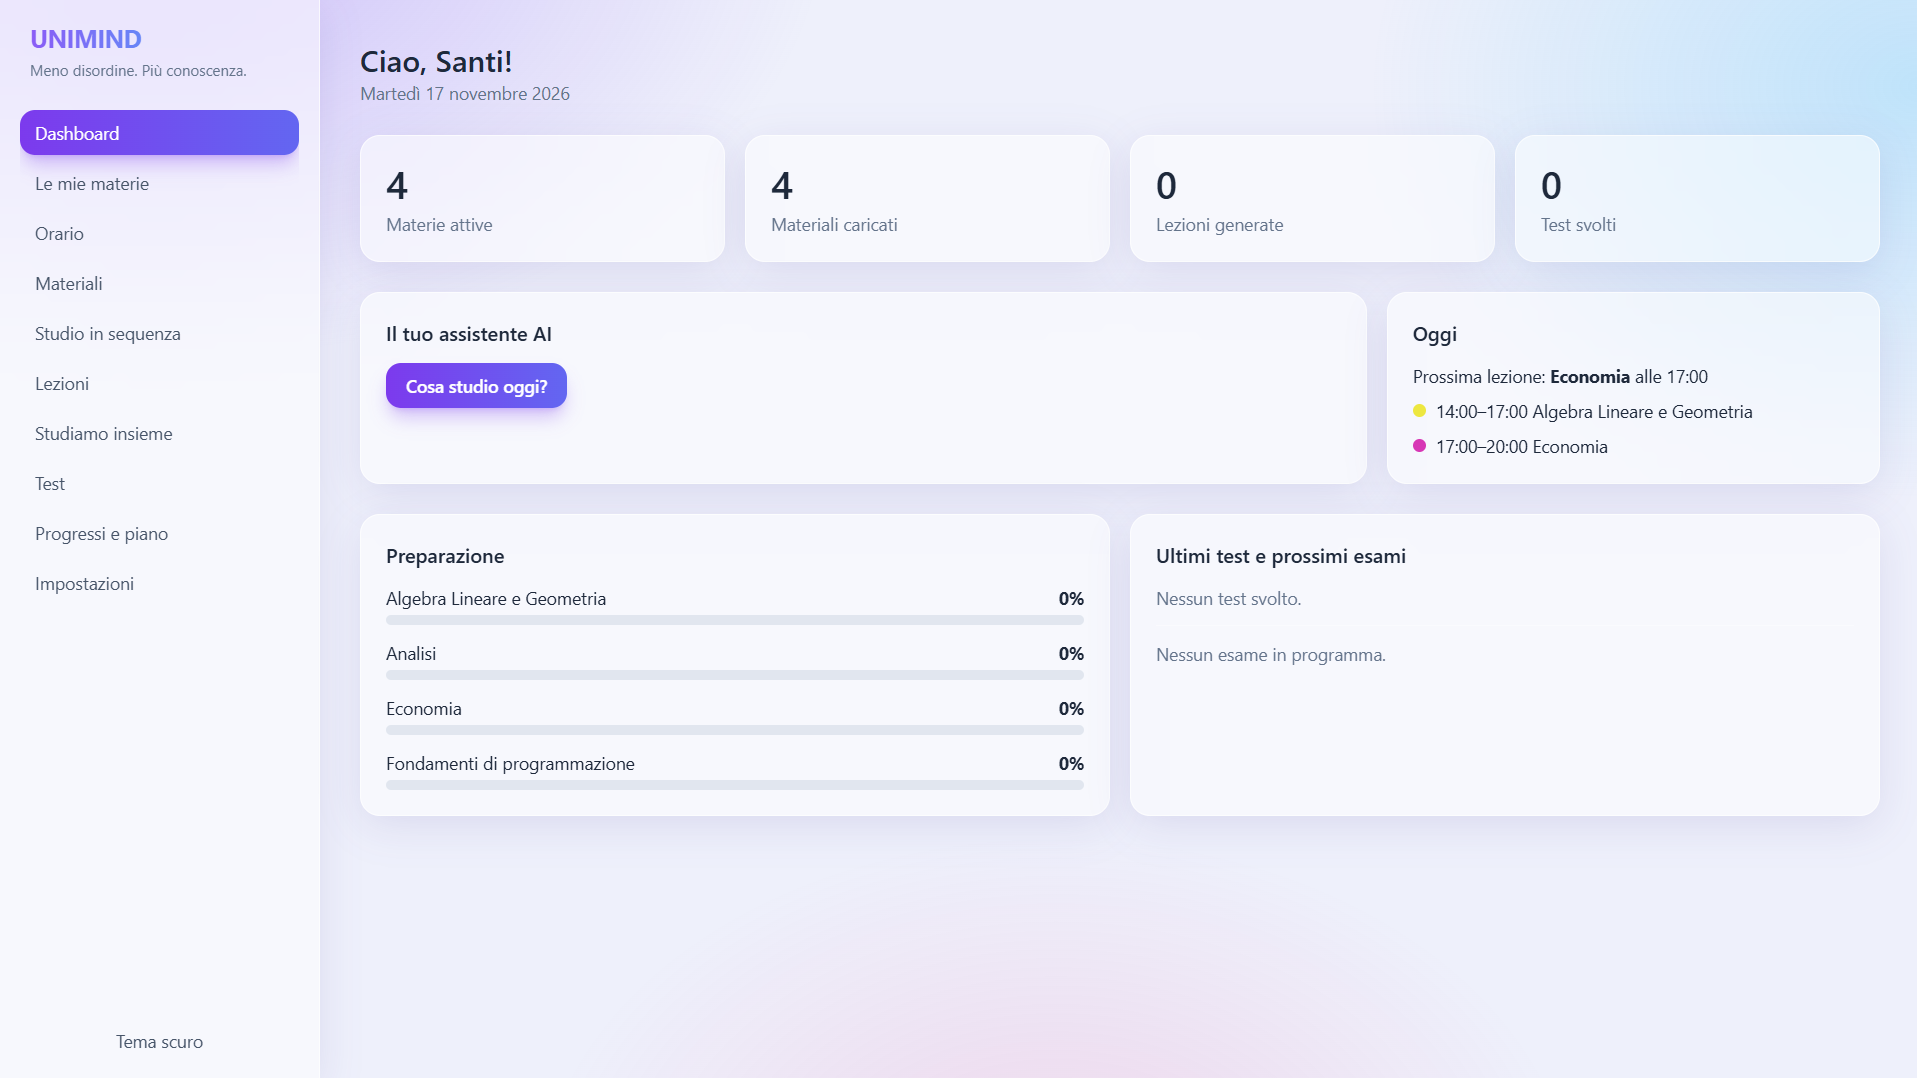 UNIMIND
Meno disordine. Più conoscenza.
Dashboard
Le mie materie
Orario
Materiali
Studio in sequenza
Lezioni
Studiamo insieme
Test
Progressi e piano
Impostazioni
Tema scuro
Ciao, Santi!
Martedì 17 novembre 2026
4
Materie attive
4
Materiali caricati
0
Lezioni generate
0
Test svolti
Il tuo assistente AI
Cosa studio oggi?
Oggi
Prossima lezione: Economia alle 17:00
14:00–17:00 Algebra Lineare e Geometria
17:00–20:00 Economia
Preparazione
Algebra Lineare e Geometria 0%
Analisi 0%
Economia 0%
Fondamenti di programmazione 0%
Ultimi test e prossimi esami
Nessun test svolto.
Nessun esame in programma.